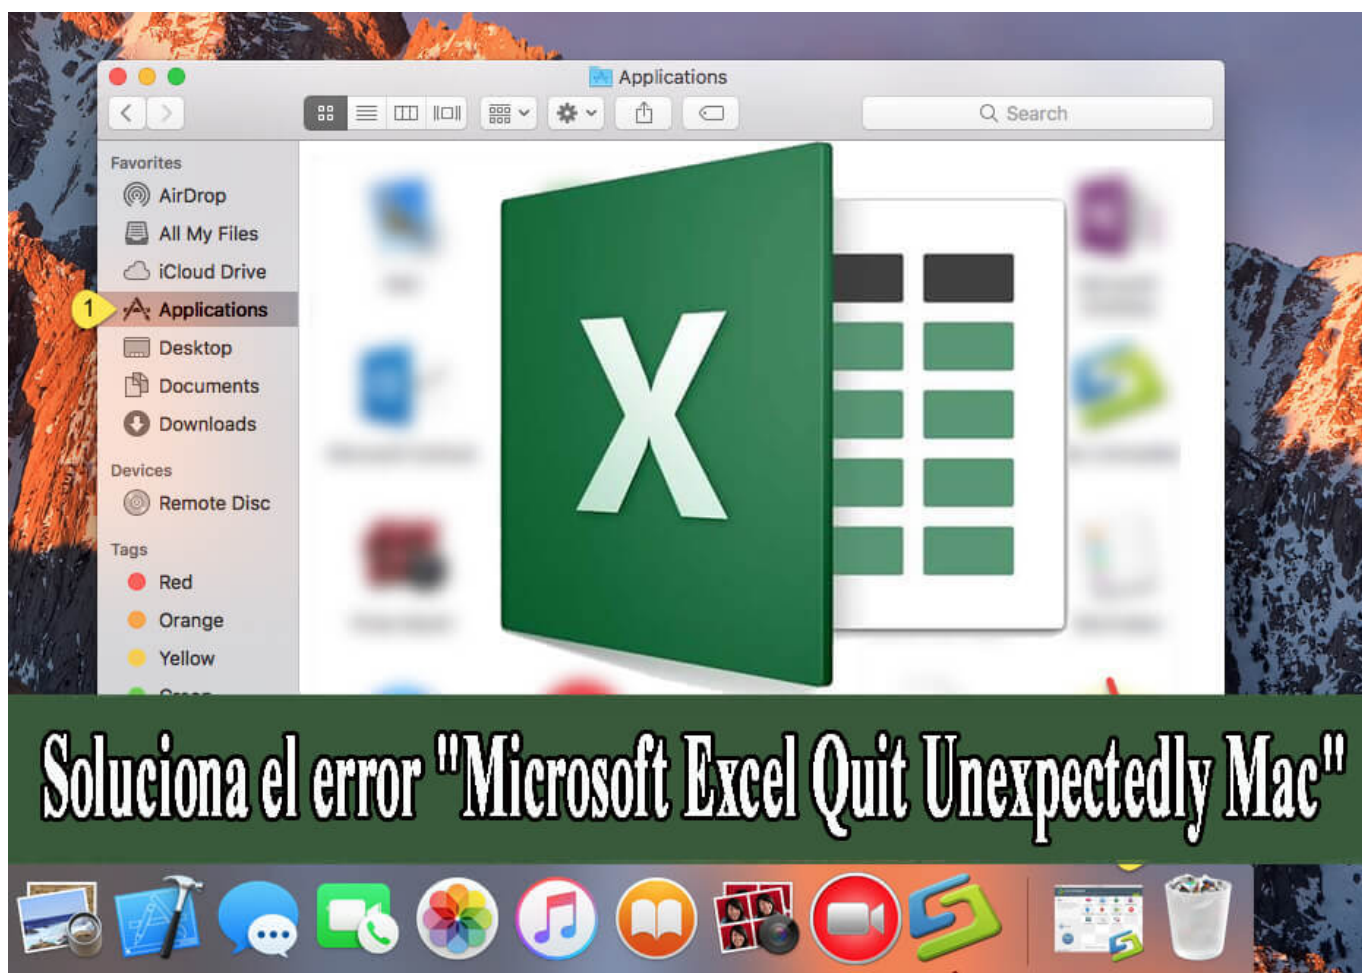 Applications
Search
Favorites
AirDrop
All My Files
iCloud Drive
1
Applications
Desktop
Documents
Downloads
Devices
Remote Disc
Tags
Red
Orange
Yellow
X
Soluciona el error "Microsoft Excel Quit Unexpectedly Mac"